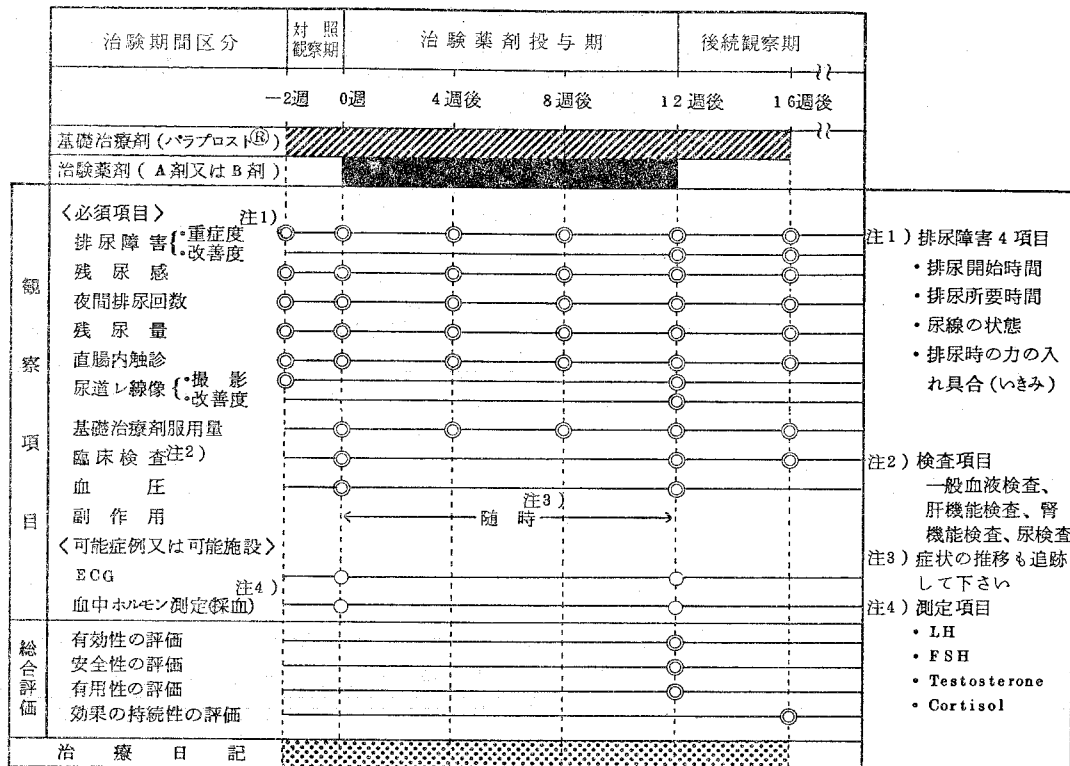 治験期間区分 対照観察期 治験薬剤投与期 後続観察期
−2週 0週 4週後 8週後 12週後 16週後
基礎治療剤(パラプロスト®)
治験薬剤(A剤又はB剤)
観察項目
〈必須項目〉
注1)
排尿障害{・重症度
・改善度
残尿感
夜間排尿回数
残尿量
直腸内触診
尿道レ線像{・撮影
・改善度
基礎治療剤服用量
臨床検査注2)
血圧
副作用 随時 注3)
〈可能症例又は可能施設〉
ECG
血中ホルモン測定(採血) 注4)
総合評価
有効性の評価
安全性の評価
有用性の評価
効果の持続性の評価
治療日記
注1)排尿障害4項目
・排尿開始時間
・排尿所要時間
・尿線の状態
・排尿時の力の入
れ具合(いきみ)
注2)検査項目
一般血液検査、
肝機能検査、腎
機能検査、尿検査
注3)症状の推移も追跡
して下さい
注4)測定項目
・LH
・FSH
・Testosterone
・Cortisol